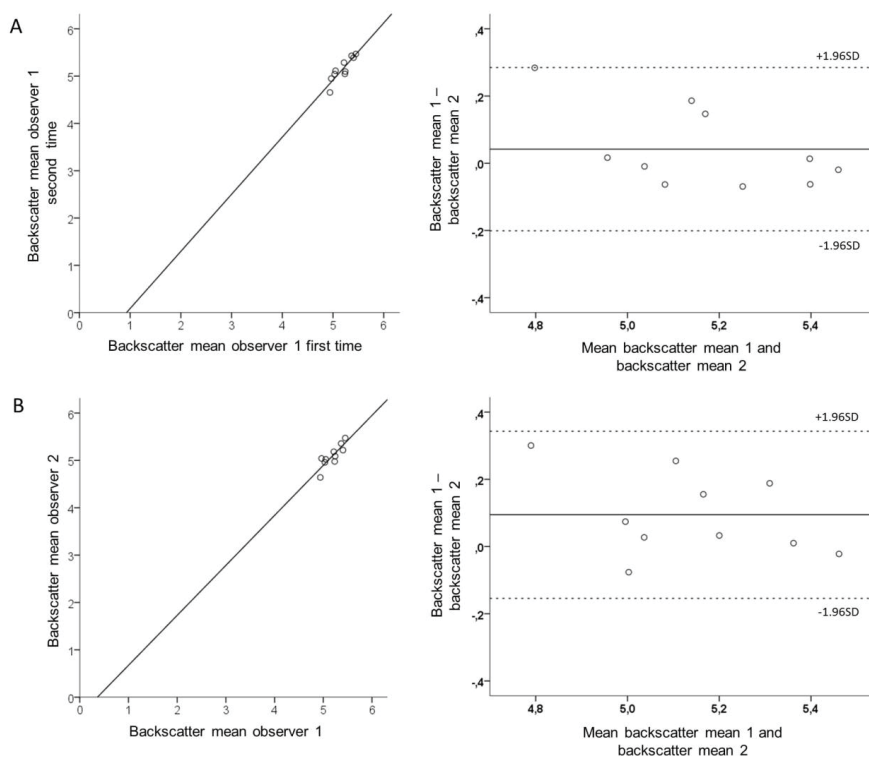 A
Backscatter mean observer 1
second time
6
5
4
3
2
1
0
0 1 2 3 4 5 6
Backscatter mean observer 1 first time
Backscatter mean 1 –
backscatter mean 2
,4
,2
,0
-,2
-,4
+1.96SD
-1.96SD
4,8 5,0 5,2 5,4
Mean backscatter mean 1 and
backscatter mean 2
B
Backscatter mean observer 2
6
5
4
3
2
1
0
0 1 2 3 4 5 6
Backscatter mean observer 1
Backscatter mean 1 –
backscatter mean 2
,4
,2
,0
-,2
-,4
+1.96SD
-1.96SD
4,8 5,0 5,2 5,4
Mean backscatter mean 1 and
backscatter mean 2